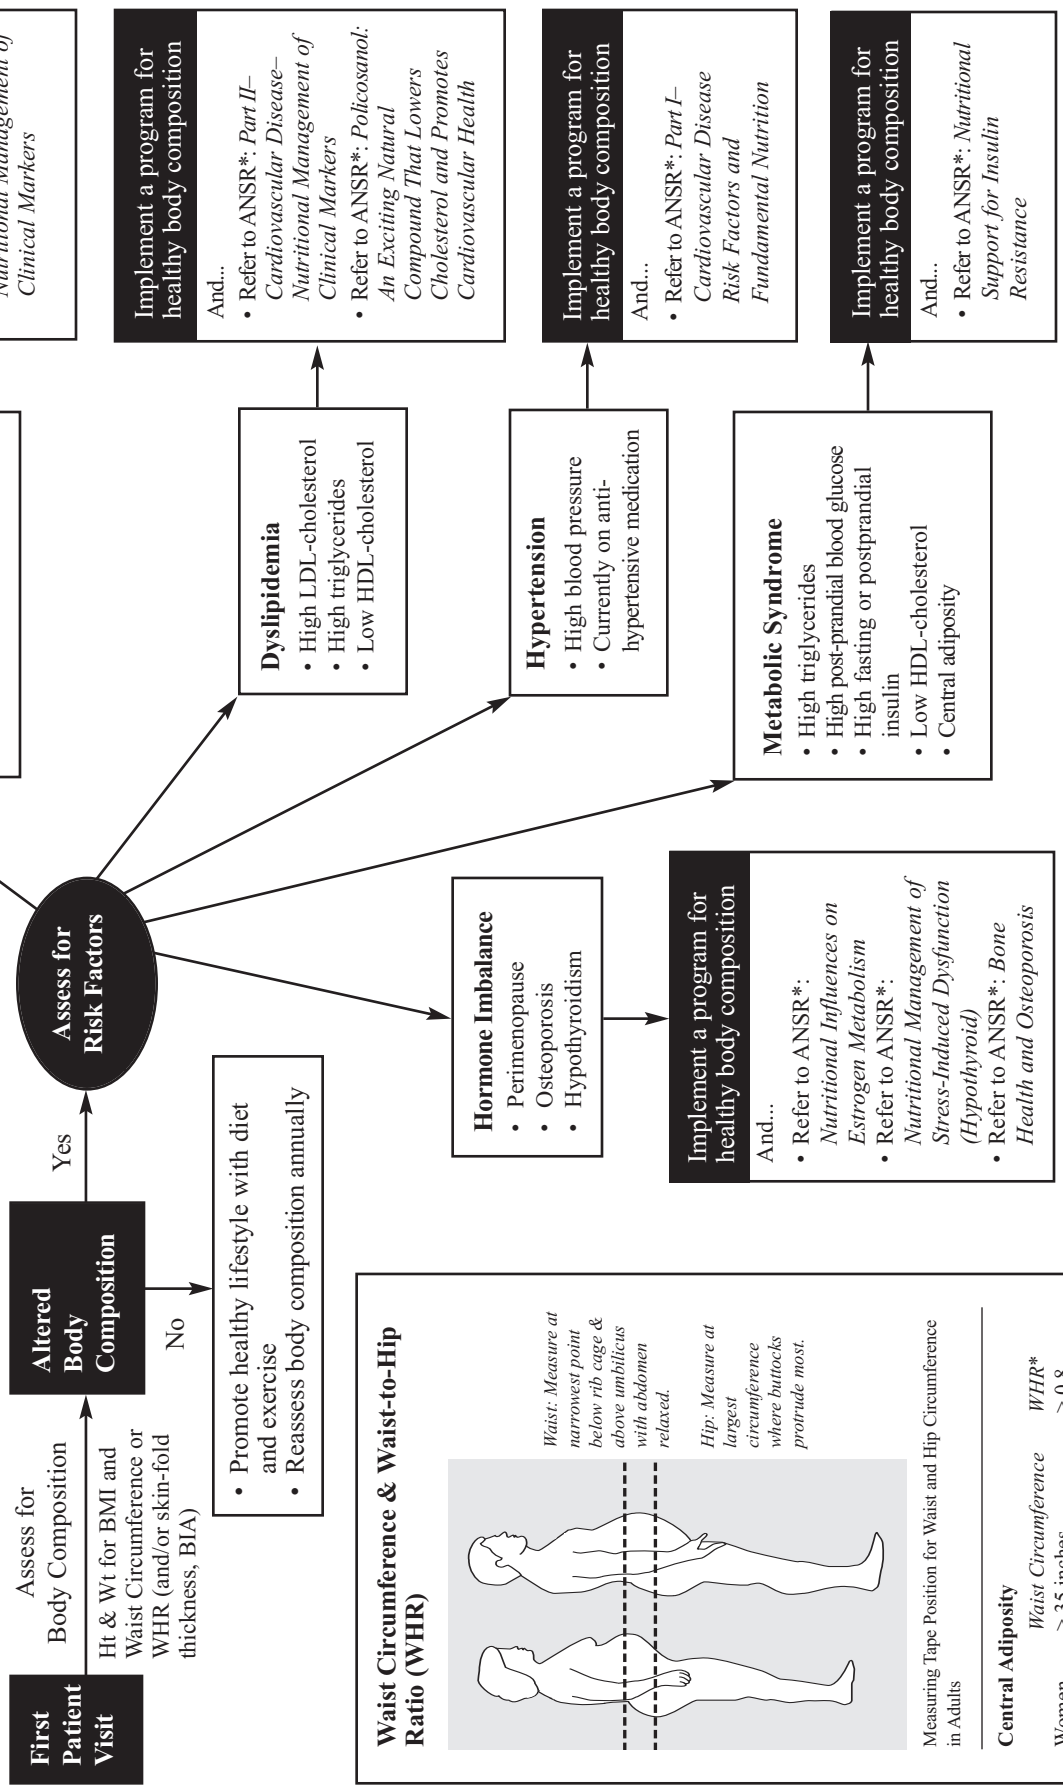 First
Patient
Visit
Assess for
Body Composition
Ht & Wt for BMI and
Waist Circumference or
WHR (and/or skin-fold
thickness, BIA)
Altered
Body
Composition
Yes
No
• Promote healthy lifestyle with diet
and exercise
• Reassess body composition annually
Assess for
Risk Factors
Nutritional Management of
Clinical Markers
Dyslipidemia
• High LDL-cholesterol
• High triglycerides
• Low HDL-cholesterol
Implement a program for
healthy body composition
And...
• Refer to ANSR*: Part II–
Cardiovascular Disease–
Nutritional Management of
Clinical Markers
• Refer to ANSR*: Policosanol:
An Exciting Natural
Compound That Lowers
Cholesterol and Promotes
Cardiovascular Health
Hypertension
• High blood pressure
• Currently on anti-
hypertensive medication
Implement a program for
healthy body composition
And...
• Refer to ANSR*: Part I–
Cardiovascular Disease
Risk Factors and
Fundamental Nutrition
Metabolic Syndrome
• High triglycerides
• High post-prandial blood glucose
• High fasting or postprandial
insulin
• Low HDL-cholesterol
• Central adiposity
Implement a program for
healthy body composition
And...
• Refer to ANSR*: Nutritional
Support for Insulin
Resistance
Hormone Imbalance
• Perimenopause
• Osteoporosis
• Hypothyroidism
Implement a program for
healthy body composition
And...
• Refer to ANSR*:
Nutritional Influences on
Estrogen Metabolism
• Refer to ANSR*:
Nutritional Management of
Stress-Induced Dysfunction
(Hypothyroid)
• Refer to ANSR*: Bone
Health and Osteoporosis
Waist Circumference & Waist-to-Hip
Ratio (WHR)
Waist: Measure at
narrowest point
below rib cage &
above umbilicus
with abdomen
relaxed.
Hip: Measure at
largest
circumference
where buttocks
protrude most.
Measuring Tape Position for Waist and Hip Circumference
in Adults
Central Adiposity
Waist Circumference WHR*
Women > 35 inches > 0.8